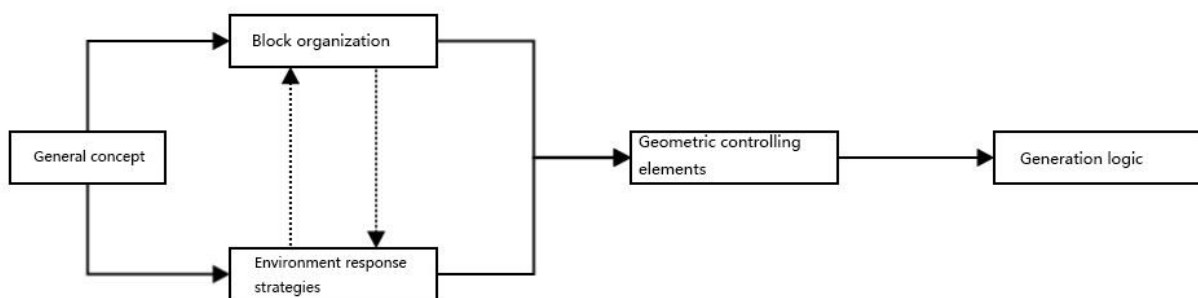 Block organization
General concept
Geometric controlling
elements
Generation logic
Environment response
strategies